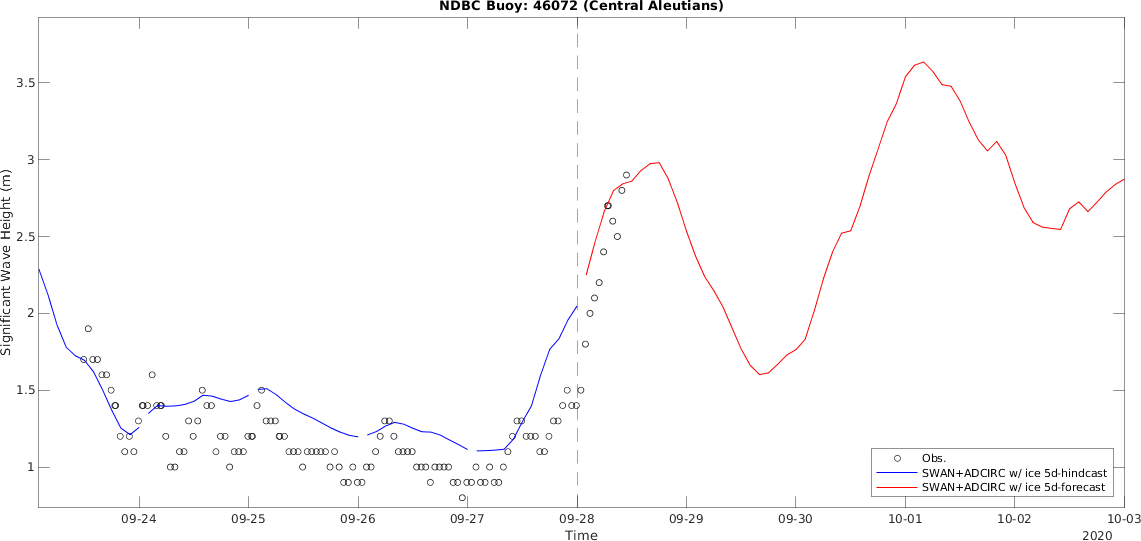 NDBC Buoy: 46072 (Central Aleutians)
Significant Wave Height (m)
3.5
3
2.5
2
1.5
1
Obs.
SWAN+ADCIRC w/ ice 5d-hindcast
SWAN+ADCIRC w/ ice 5d-forecast
09-24 09-25 09-26 09-27 09-28 09-29 09-30 10-01 10-02 10-03
Time
2020